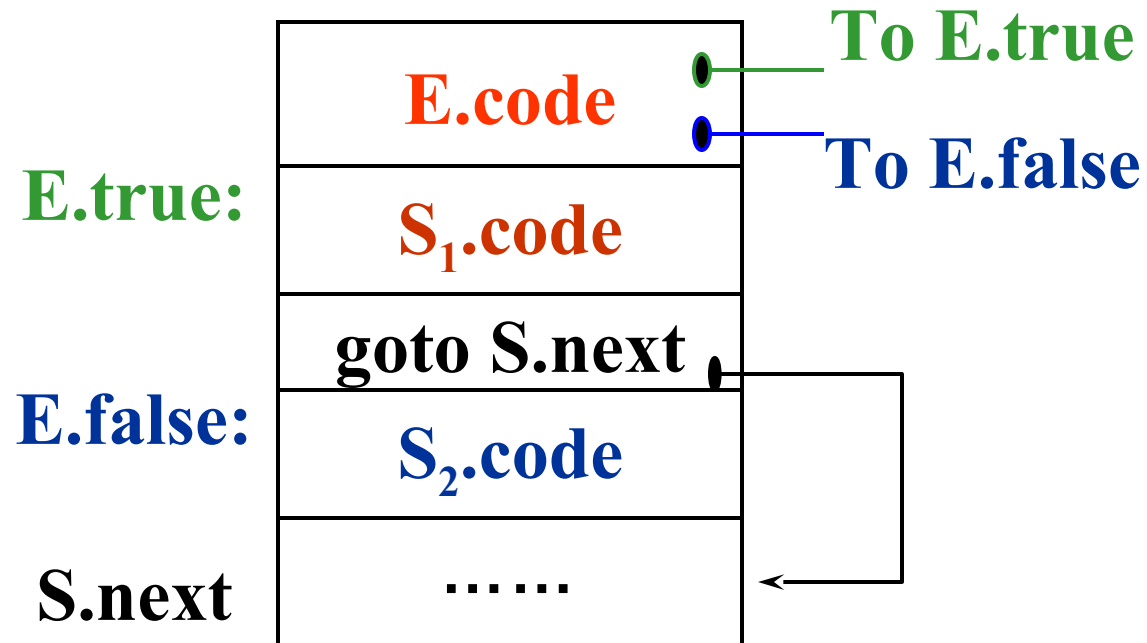 To E.true
E.code
To E.false
E.true:
S1.code
goto S.next
E.false:
S2.code
S.next
……